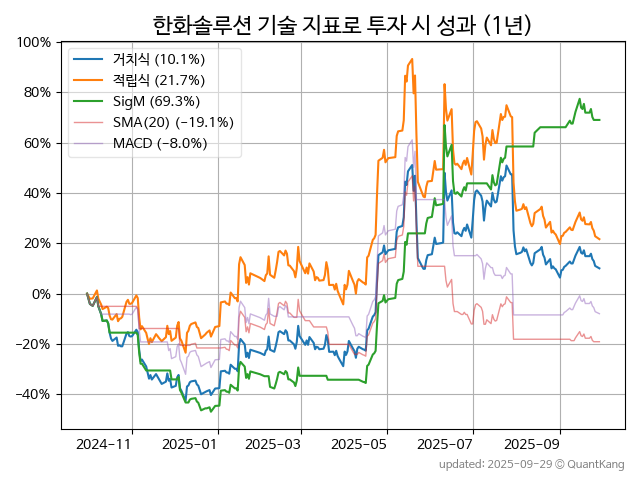 한화솔루션 기술 지표로 투자 시 성과 (1년)
100%
80%
60%
40%
20%
0%
−20%
−40%
거치식 (10.1%)
적립식 (21.7%)
SigM (69.3%)
SMA(20) (−19.1%)
MACD (−8.0%)
2024-11 2025-01 2025-03 2025-05 2025-07 2025-09
updated: 2025-09-29 © QuantKang